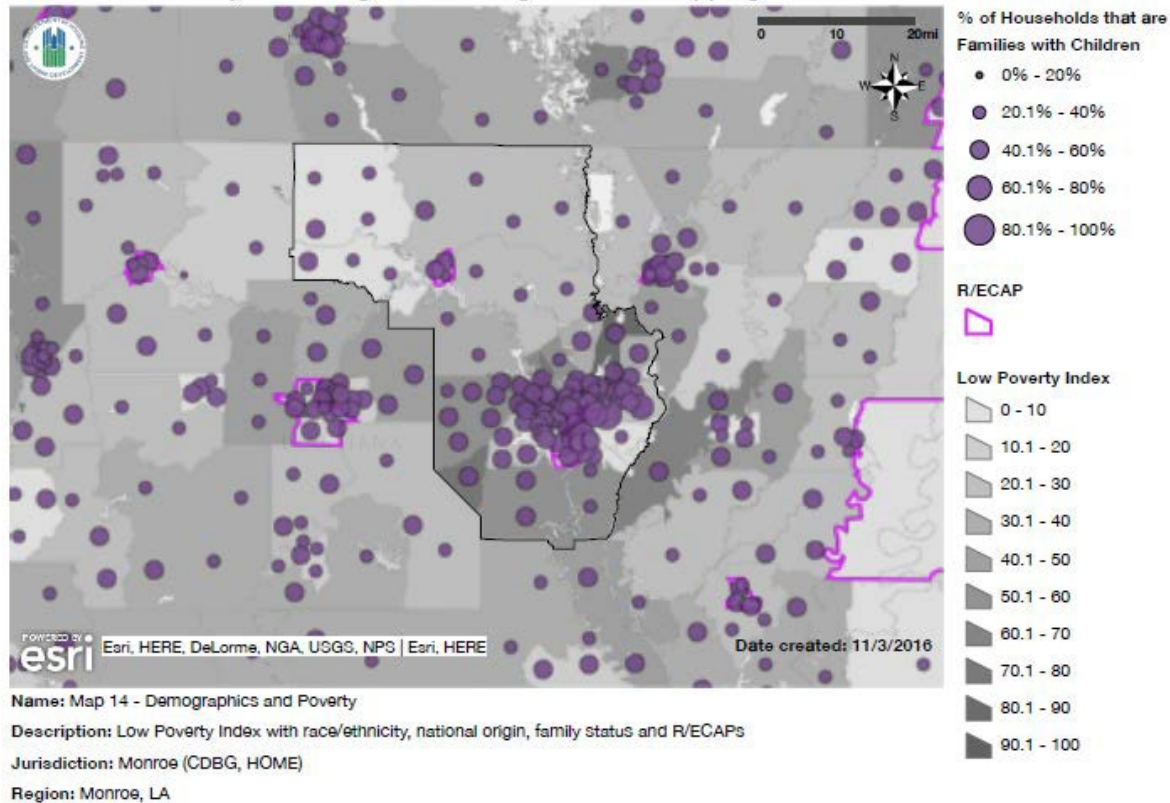 0 10 20mi
N
W E
S
POWERED BY
esri
Esri, HERE, DeLorme, NGA, USGS, NPS | Esri, HERE
Date created: 11/3/2016
% of Households that are
Families with Children
0% - 20%
20.1% - 40%
40.1% - 60%
60.1% - 80%
80.1% - 100%
R/ECAP
Low Poverty Index
0 - 10
10.1 - 20
20.1 - 30
30.1 - 40
40.1 - 50
50.1 - 60
60.1 - 70
70.1 - 80
80.1 - 90
90.1 - 100
Name: Map 14 - Demographics and Poverty
Description: Low Poverty Index with race/ethnicity, national origin, family status and R/ECAPs
Jurisdiction: Monroe (CDBG, HOME)
Region: Monroe, LA